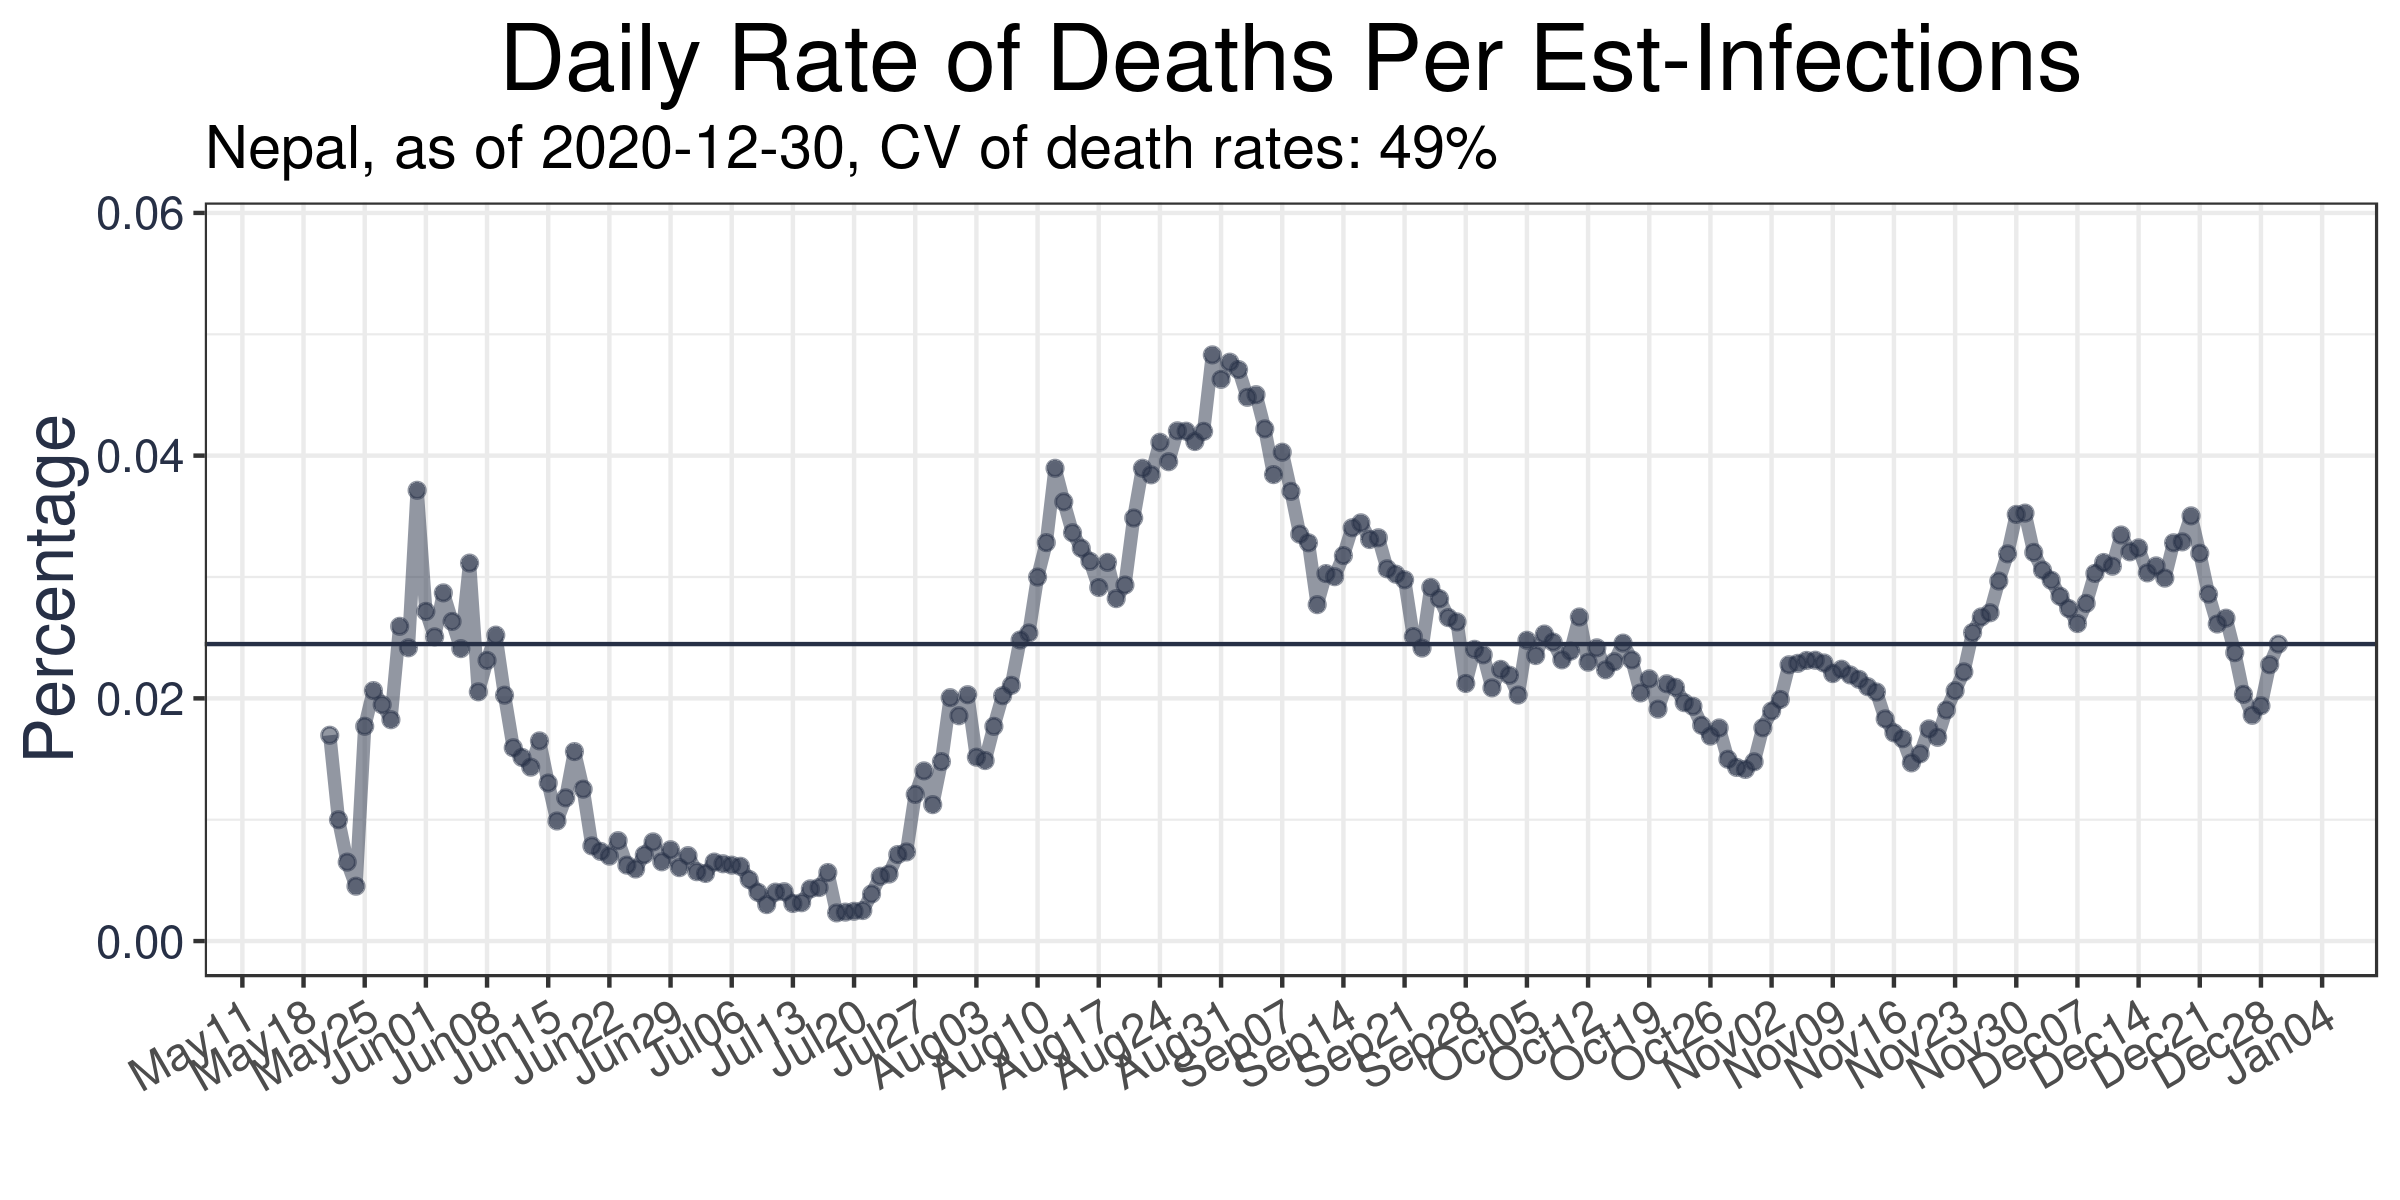 Daily Rate of Deaths Per Est-Infections
Nepal, as of 2020-12-30, CV of death rates: 49%
Percentage
0.06
0.04
0.02
0.00
May11
May18
May25
Jun01
Jun08
Jun15
Jun22
Jun29
Jul06
Jul13
Jul20
Jul27
Aug03
Aug10
Aug17
Aug24
Aug31
Sep07
Sep14
Sep21
Sep28
Oct05
Oct12
Oct19
Oct26
Nov02
Nov09
Nov16
Nov23
Nov30
Dec07
Dec14
Dec21
Dec28
Jan04